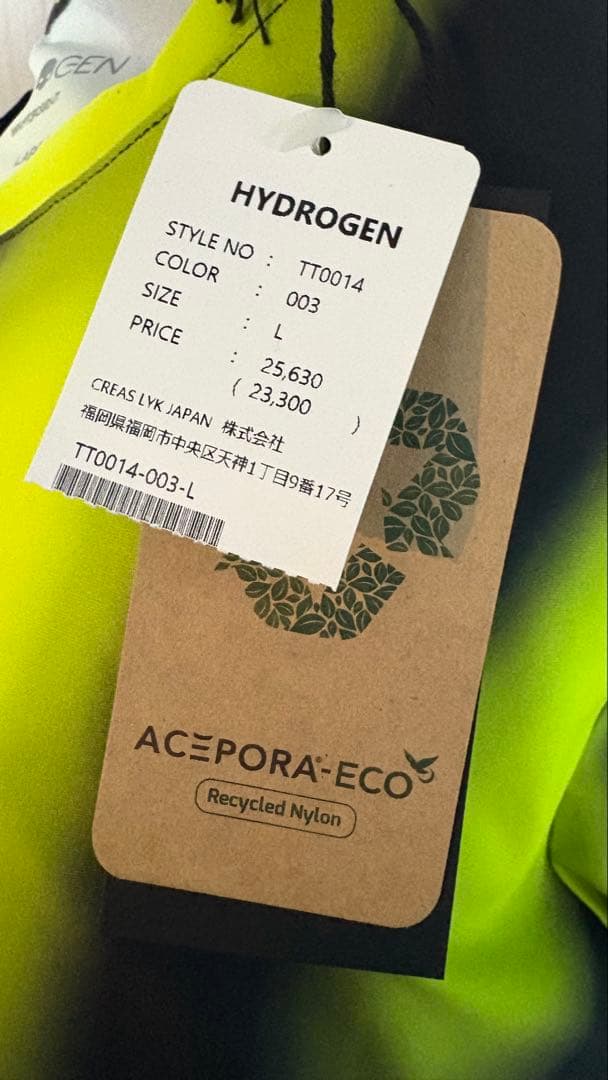 GEN
HYDROGEN
STYLE NO : TT0014
COLOR : 003
SIZE : L
PRICE : 25,630
( 23,300 )
CREAS LYK JAPAN 株式会社
福岡県福岡市中央区天神1丁目9番17号
TT0014-003-L
ACEPORA®-ECO
Recycled Nylon